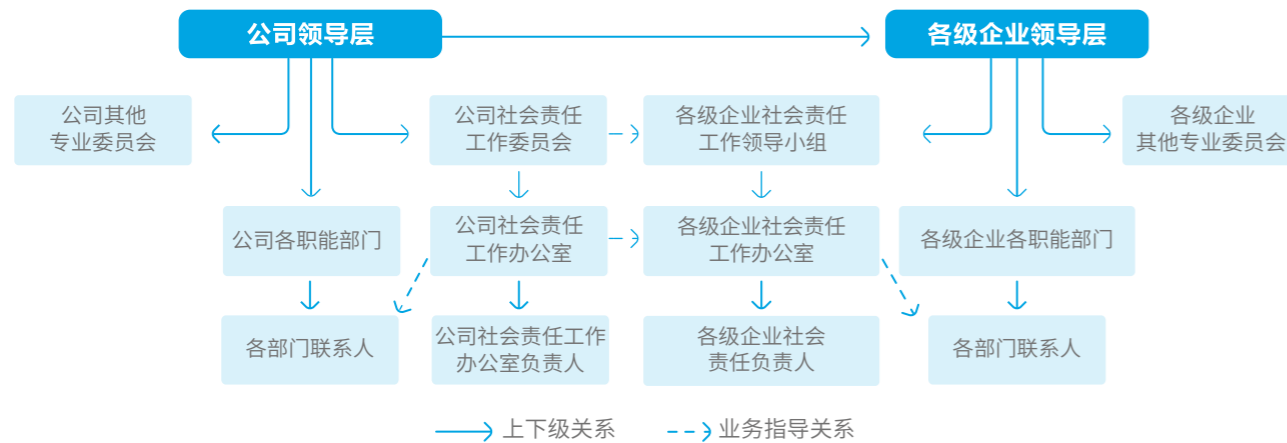 公司领导层
各级企业领导层
公司其他
专业委员会
公司社会责任
工作委员会
各级企业社会责任
工作领导小组
各级企业
其他专业委员会
公司各职能部门
公司社会责任
工作办公室
各级企业社会责任
工作办公室
各级企业各职能部门
各部门联系人
公司社会责任工作
办公室负责人
各级企业社会
责任负责人
各部门联系人
上下级关系
业务指导关系